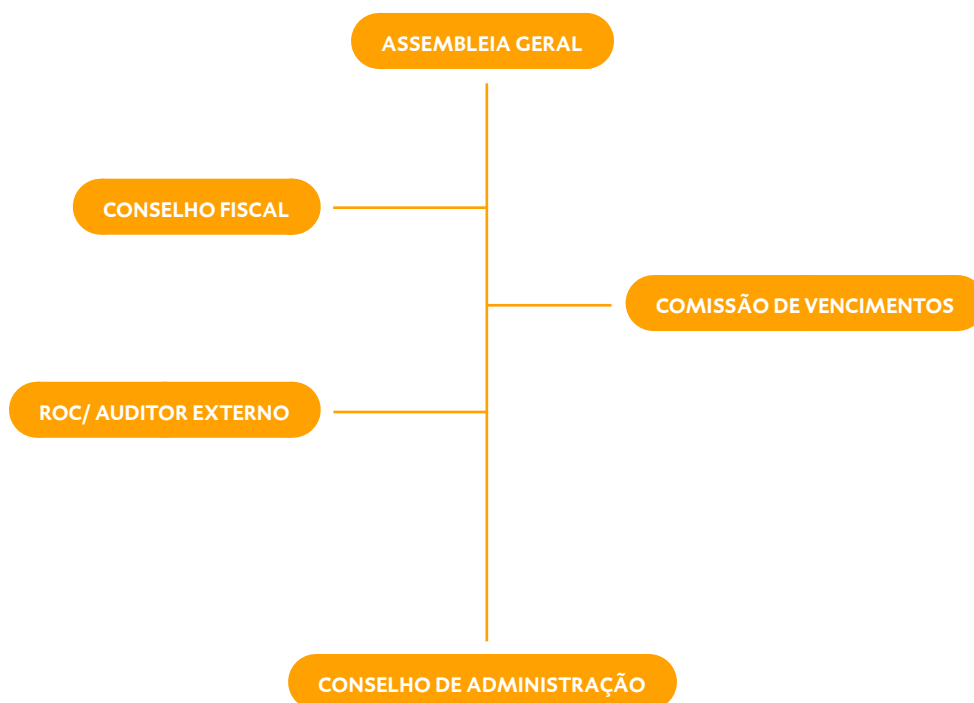 ASSEMBLEIA GERAL
CONSELHO FISCAL
COMISSÃO DE VENCIMENTOS
ROC/ AUDITOR EXTERNO
CONSELHO DE ADMINISTRAÇÃO